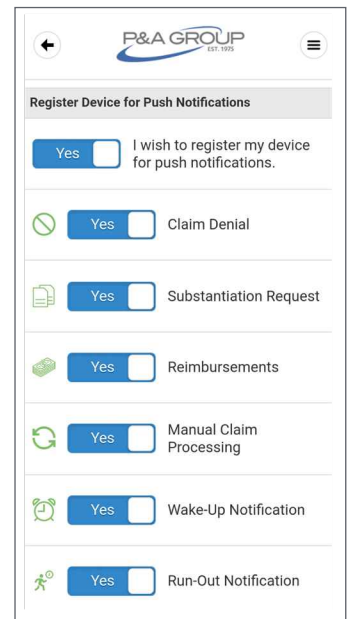 P&A GROUP
EST. 1975
Register Device for Push Notifications
Yes
I wish to register my device
for push notifications.
Yes
Claim Denial
Yes
Substantiation Request
Yes
Reimbursements
Yes
Manual Claim
Processing
Yes
Wake-Up Notification
Yes
Run-Out Notification